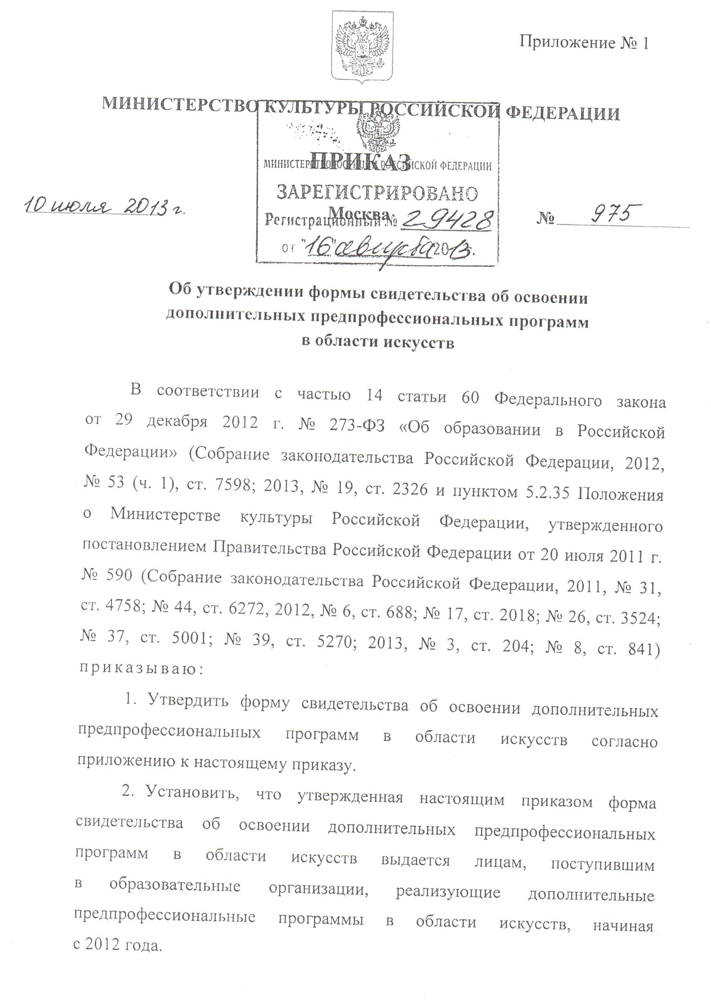 Приложение № 1
МИНИСТЕРСТВО КУЛЬТУРЫ РОССИЙСКОЙ ФЕДЕРАЦИИ
ПРИКАЗ
МИНИСТЕРСТВО ЮСТИЦИИ РОССИЙСКОЙ ФЕДЕРАЦИИ
ЗАРЕГИСТРИРОВАНО
Москва
Регистрационный № 29428
от "16" августа 2013.
10 июля 2013 г.
№ 975
Об утверждении формы свидетельства об освоении
дополнительных предпрофессиональных программ
в области искусств
В соответствии с частью 14 статьи 60 Федерального закона
от 29 декабря 2012 г. № 273-ФЗ «Об образовании в Российской
Федерации» (Собрание законодательства Российской Федерации, 2012,
№ 53 (ч. 1), ст. 7598; 2013, № 19, ст. 2326 и пунктом 5.2.35 Положения
о Министерстве культуры Российской Федерации, утвержденного
постановлением Правительства Российской Федерации от 20 июля 2011 г.
№ 590 (Собрание законодательства Российской Федерации, 2011, № 31,
ст. 4758; № 44, ст. 6272, 2012, № 6, ст. 688; № 17, ст. 2018; № 26, ст. 3524;
№ 37, ст. 5001; № 39, ст. 5270; 2013, № 3, ст. 204; № 8, ст. 841)
приказываю:
1. Утвердить форму свидетельства об освоении дополнительных
предпрофессиональных программ в области искусств согласно
приложению к настоящему приказу.
2. Установить, что утвержденная настоящим приказом форма
свидетельства об освоении дополнительных предпрофессиональных
программ в области искусств выдается лицам, поступившим
в образовательные организации, реализующие дополнительные
предпрофессиональные программы в области искусств, начиная
с 2012 года.